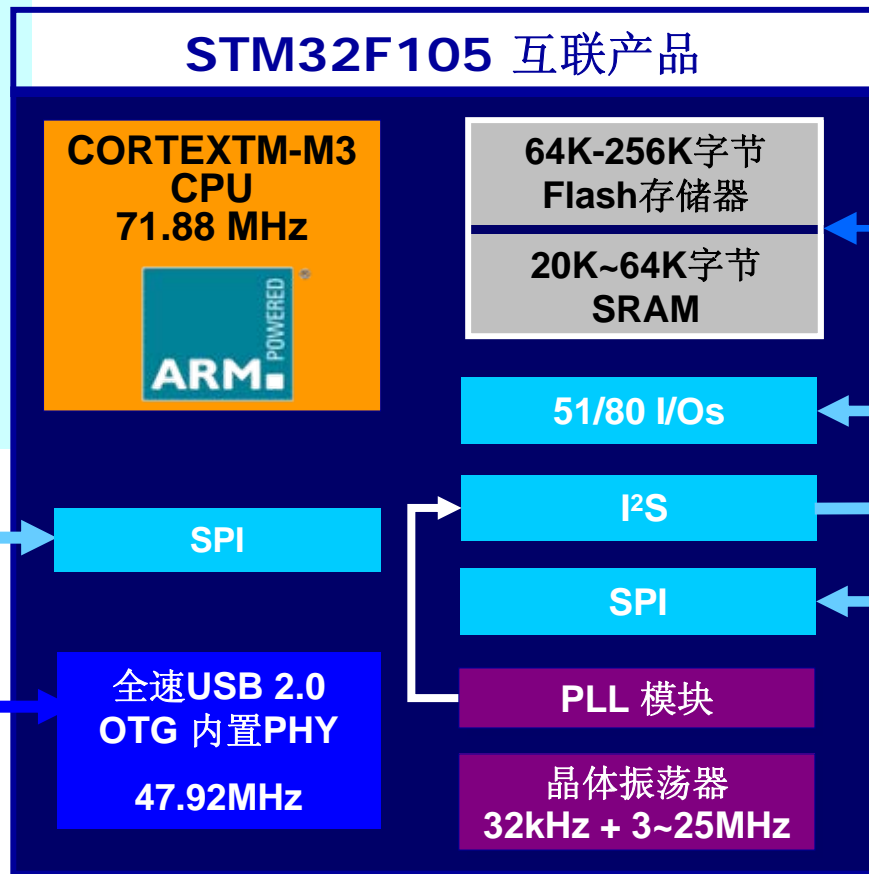 STM32F105 互联产品
CORTEXTM-M3
CPU
71.88 MHz
ARM POWERED ®
64K-256K字节
Flash存储器
20K~64K字节
SRAM
51/80 I/Os
I²S
SPI
SPI
全速USB 2.0
OTG 内置PHY
47.92MHz
PLL 模块
晶体振荡器
32kHz + 3~25MHz